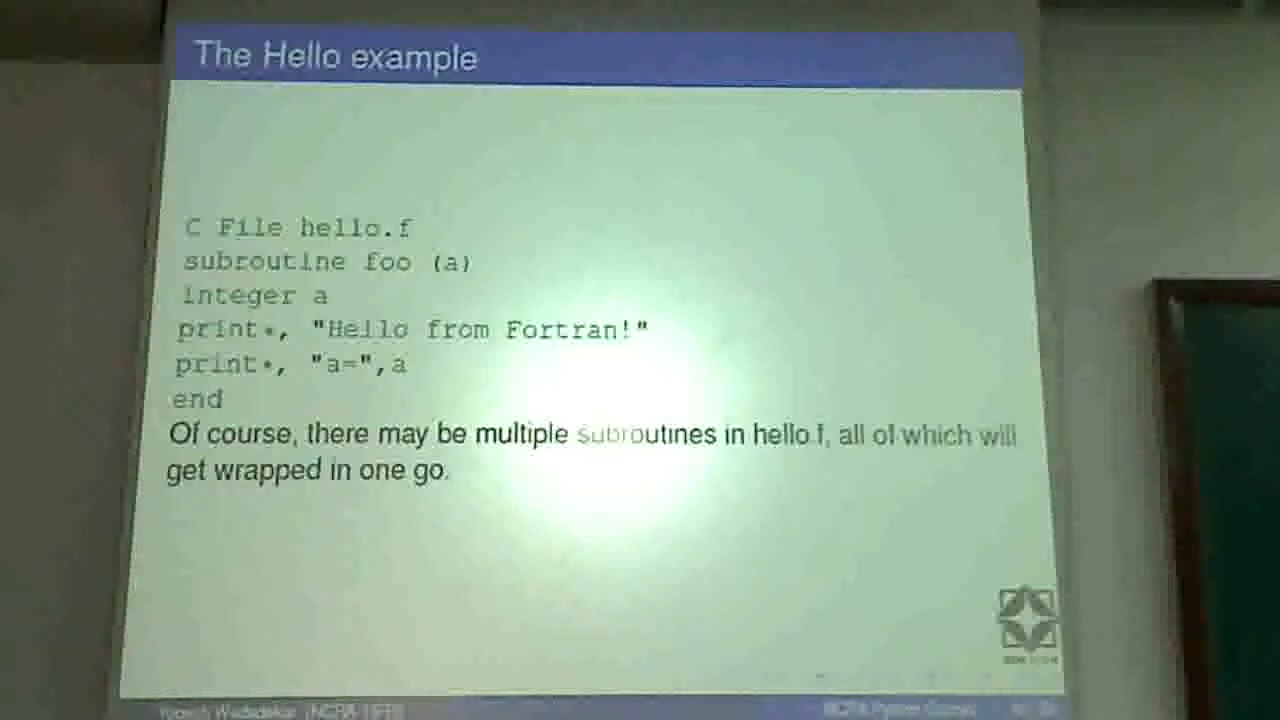 The Hello example
C File hello.f
subroutine foo (a)
integer a
print*, "Hello from Fortran!"
print*, "a=",a
end
Of course, there may be multiple subroutines in hello.f, all of which will
get wrapped in one go.